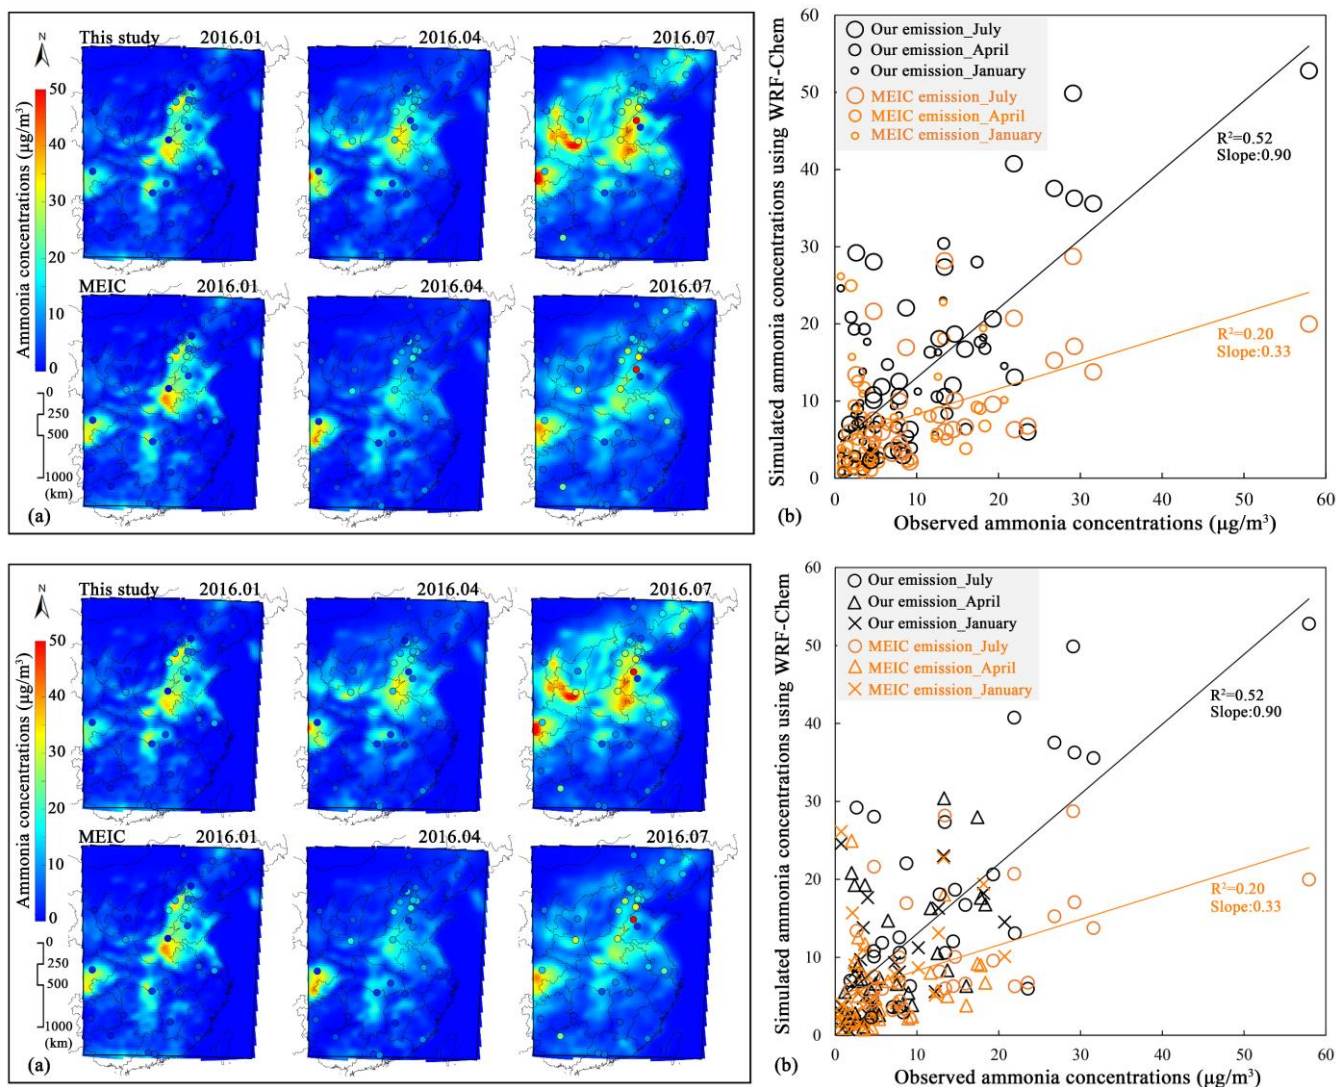 This study 2016.01 2016.04 2016.07
N
Ammonia concentrations (μg/m³)
50
40
30
20
10
0
MEIC 2016.01 2016.04 2016.07
0
250
500
1000
(km)
(a)
Simulated ammonia concentrations using WRF-Chem
60
50
40
30
20
10
0
Our emission_July
Our emission_April
Our emission_January
MEIC emission_July
MEIC emission_April
MEIC emission_January
R²=0.52
Slope:0.90
R²=0.20
Slope:0.33
0 10 20 30 40 50 60
(b) Observed ammonia concentrations (μg/m³)
This study 2016.01 2016.04 2016.07
N
Ammonia concentrations (μg/m³)
50
40
30
20
10
0
MEIC 2016.01 2016.04 2016.07
0
250
500
1000
(km)
(a)
Simulated ammonia concentrations using WRF-Chem
60
50
40
30
20
10
0
Our emission_July
Our emission_April
Our emission_January
MEIC emission_July
MEIC emission_April
MEIC emission_January
R²=0.52
Slope:0.90
R²=0.20
Slope:0.33
0 10 20 30 40 50 60
(b) Observed ammonia concentrations (μg/m³)